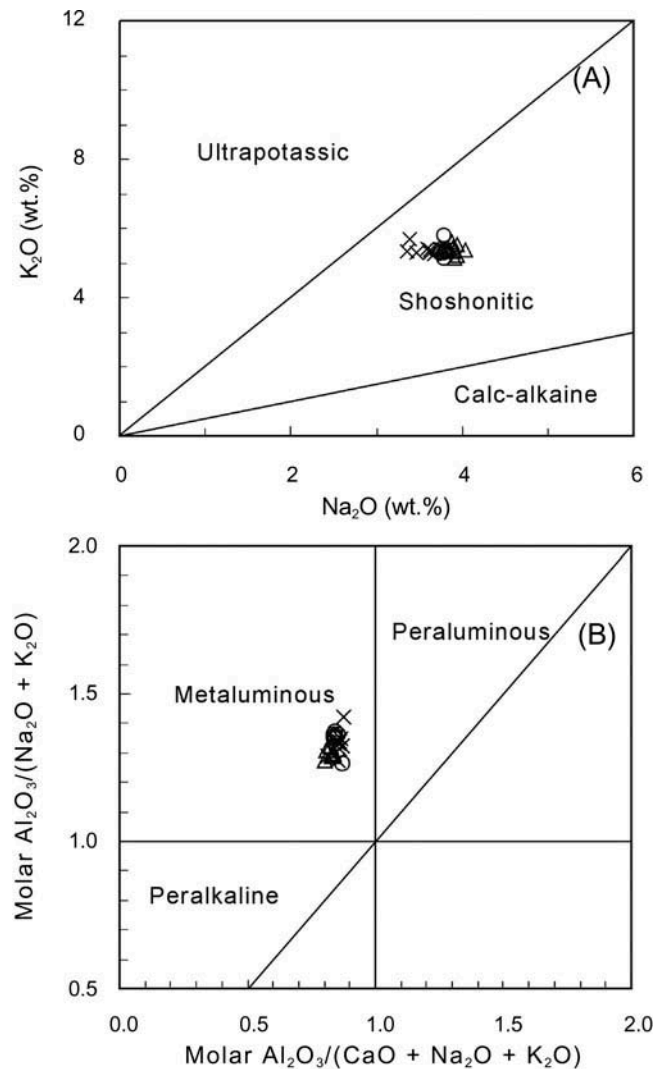 12
(A)
Ultrapotassic
8
K₂O (wt.%)
4
Shoshonitic
Calc-alkaine
0
0 2 4 6
Na₂O (wt.%)
2.0
Peraluminous (B)
Molar Al₂O₃/(Na₂O + K₂O)
1.5
Metaluminous
1.0
Peralkaline
0.5
0.0 0.5 1.0 1.5 2.0
Molar Al₂O₃/(CaO + Na₂O + K₂O)